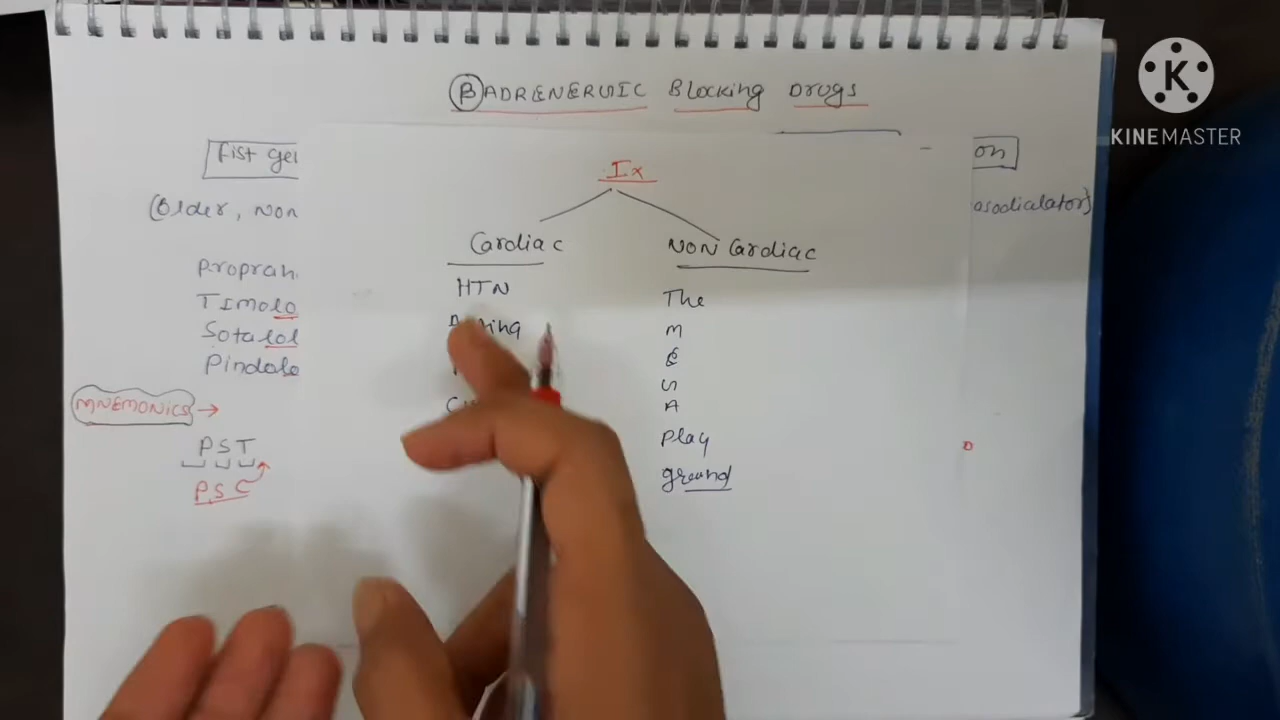 β ADRENERGIC Blocking Drugs
KINEMASTER
Fist gen
on
Ix
(Older, NON
asodialator)
Cardiac
NON Cardiac
Propran
HTN
The
TImolo
M
Sotalol
E
Pindolo
S
MNEMONICS →
A
PST
Play
PSC
ground